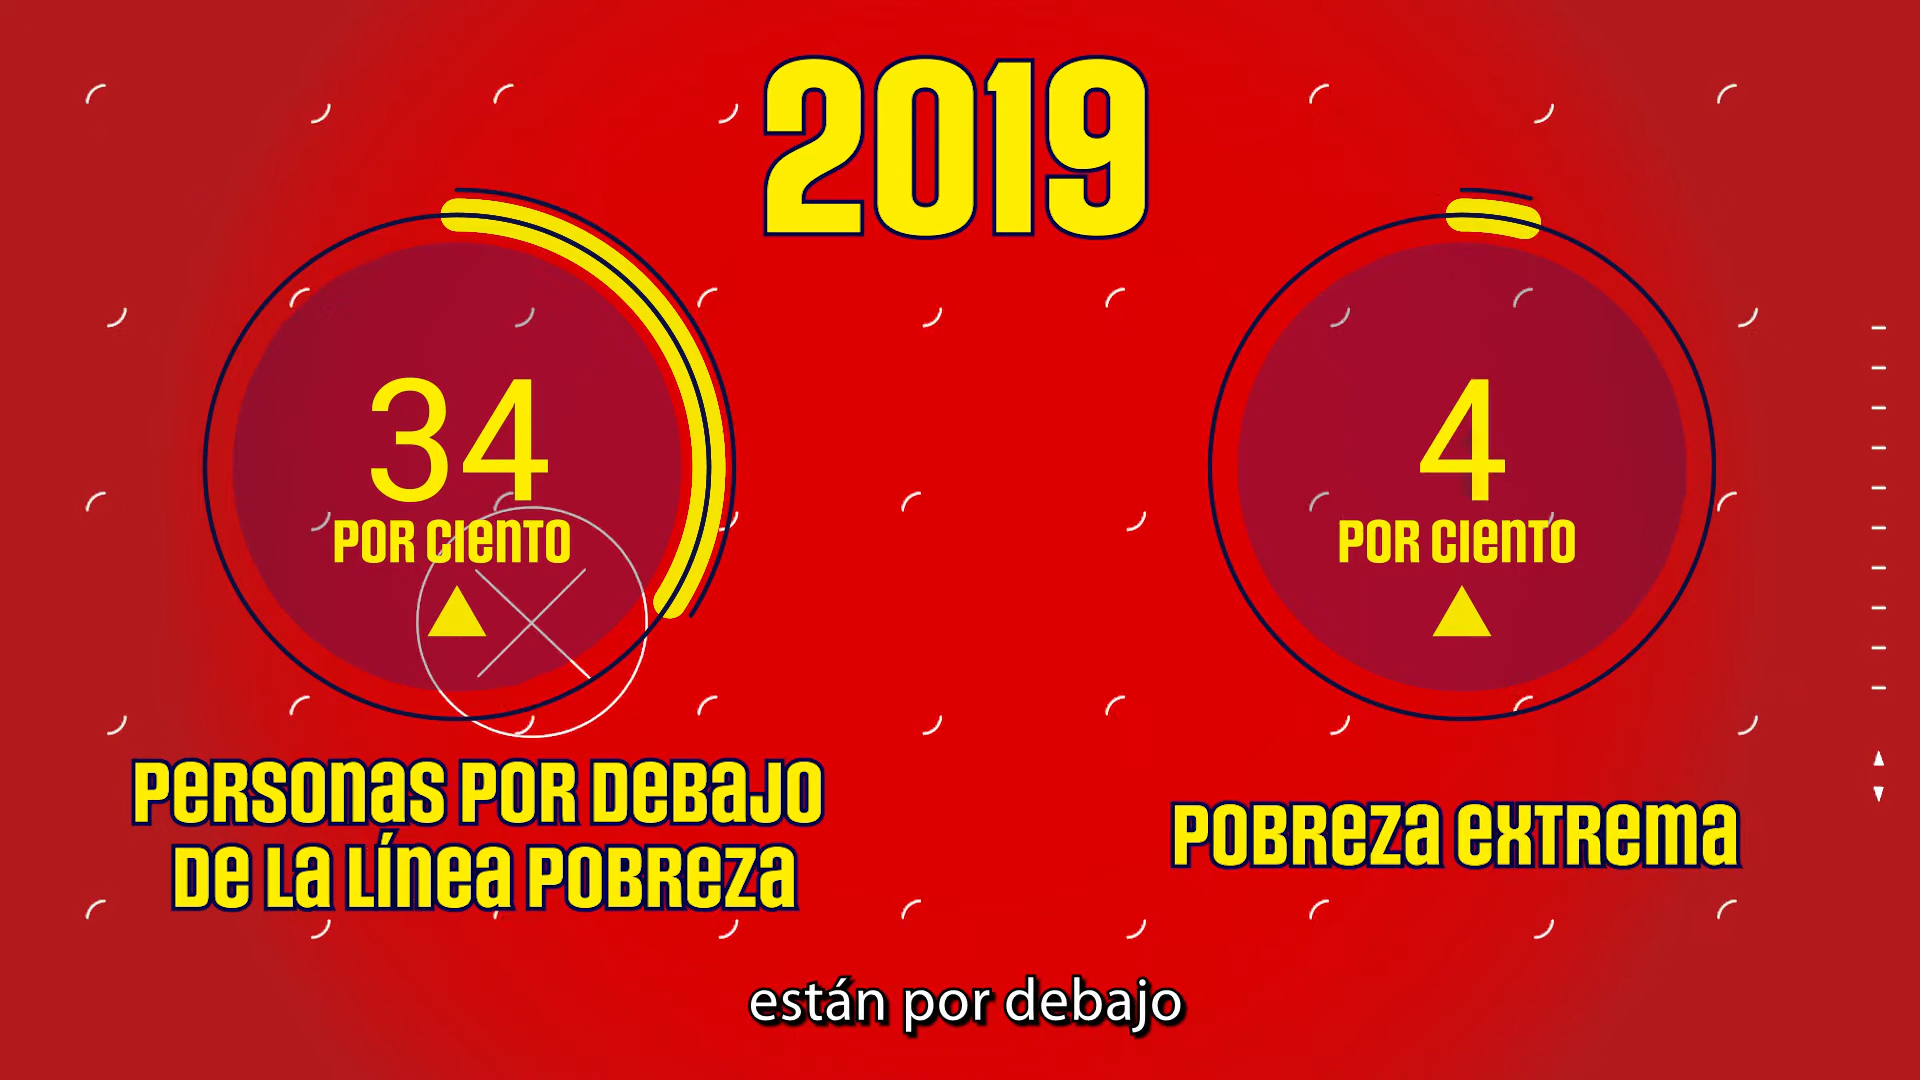 2019
34
POR CIENTO
PERSONAS POR DEBAJO
DE LA LÍNEA POBREZA
4
POR CIENTO
POBREZA EXTREMA
están por debajo